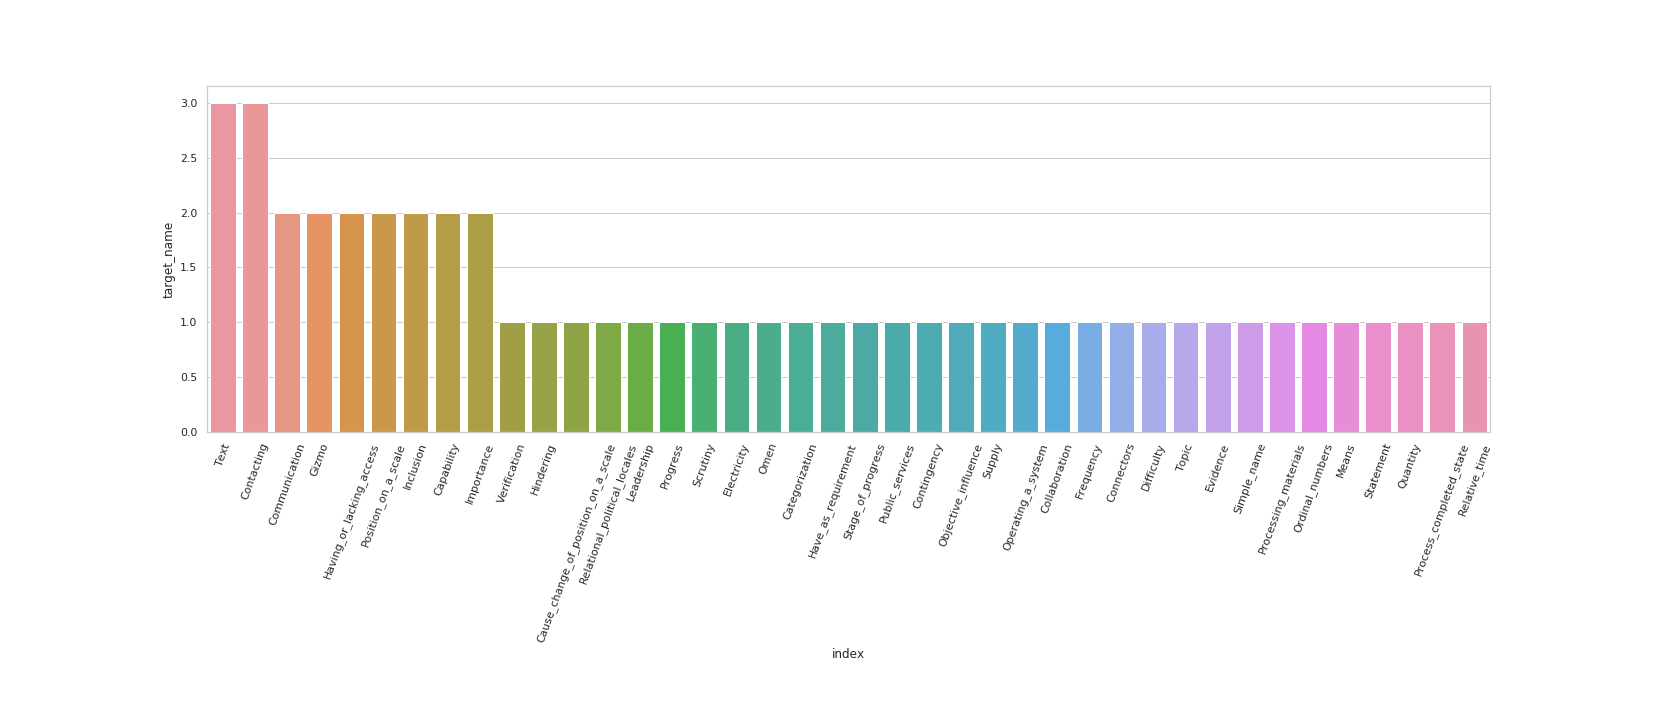 3.0
2.5
2.0
1.5
1.0
0.5
0.0
target_name
Text
Contacting
Communication
Gizmo
Having_or_lacking_access
Position_on_a_scale
Inclusion
Capability
Importance
Verification
Hindering
Cause_change_of_position_on_a_scale
Relational_political_locales
Leadership
Progress
Scrutiny
Electricity
Omen
Categorization
Have_as_requirement
Stage_of_progress
Public_services
Contingency
Objective_influence
Supply
Operating_a_system
Collaboration
Frequency
Connectors
Difficulty
Topic
Evidence
Simple_name
Processing_materials
Ordinal_numbers
Means
Statement
Quantity
Process_completed_state
Relative_time
index